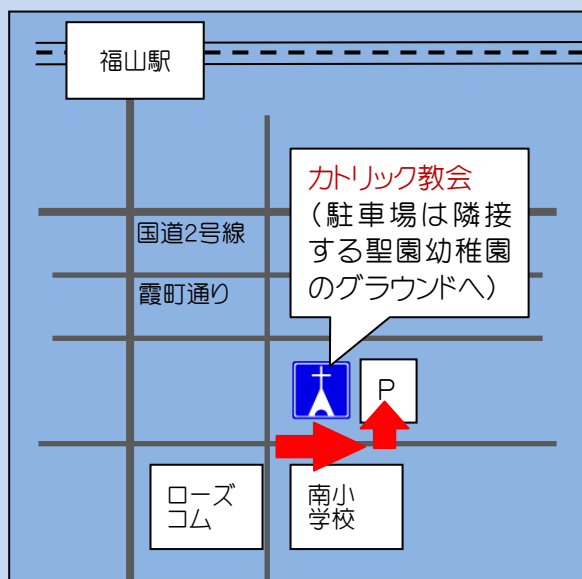 福山駅
カトリック教会
(駐車場は隣接
する聖園幼稚園
のグラウンドへ)
国道2号線
霞町通り
P
ローズ
コム
南小
学校